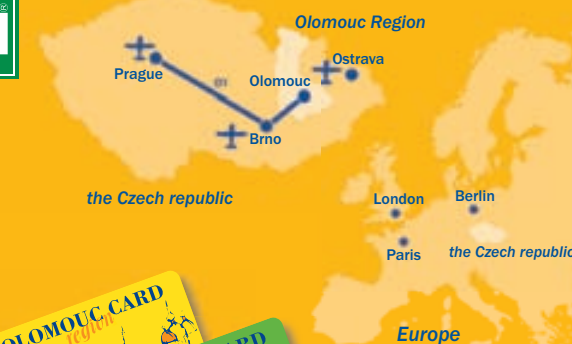 Olomouc Region
Ostrava
Prague
Olomouc
Brno
the Czech republic
London
Berlin
Paris
the Czech republic
Europe
OLOMOUC CARD
region
ARD